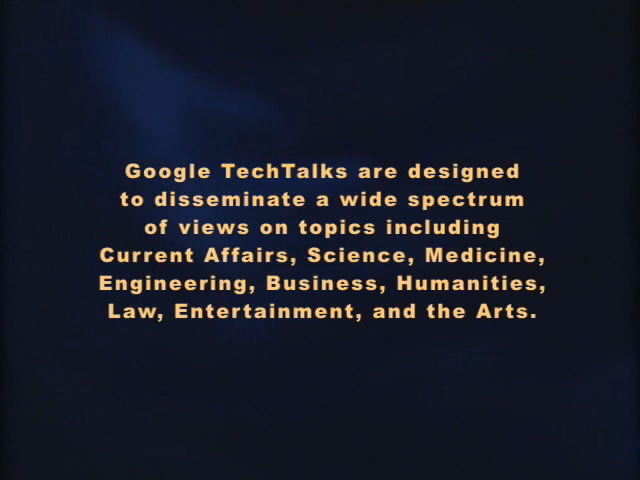 Google TechTalks are designed
to disseminate a wide spectrum
of views on topics including
Current Affairs, Science, Medicine,
Engineering, Business, Humanities,
Law, Entertainment, and the Arts.